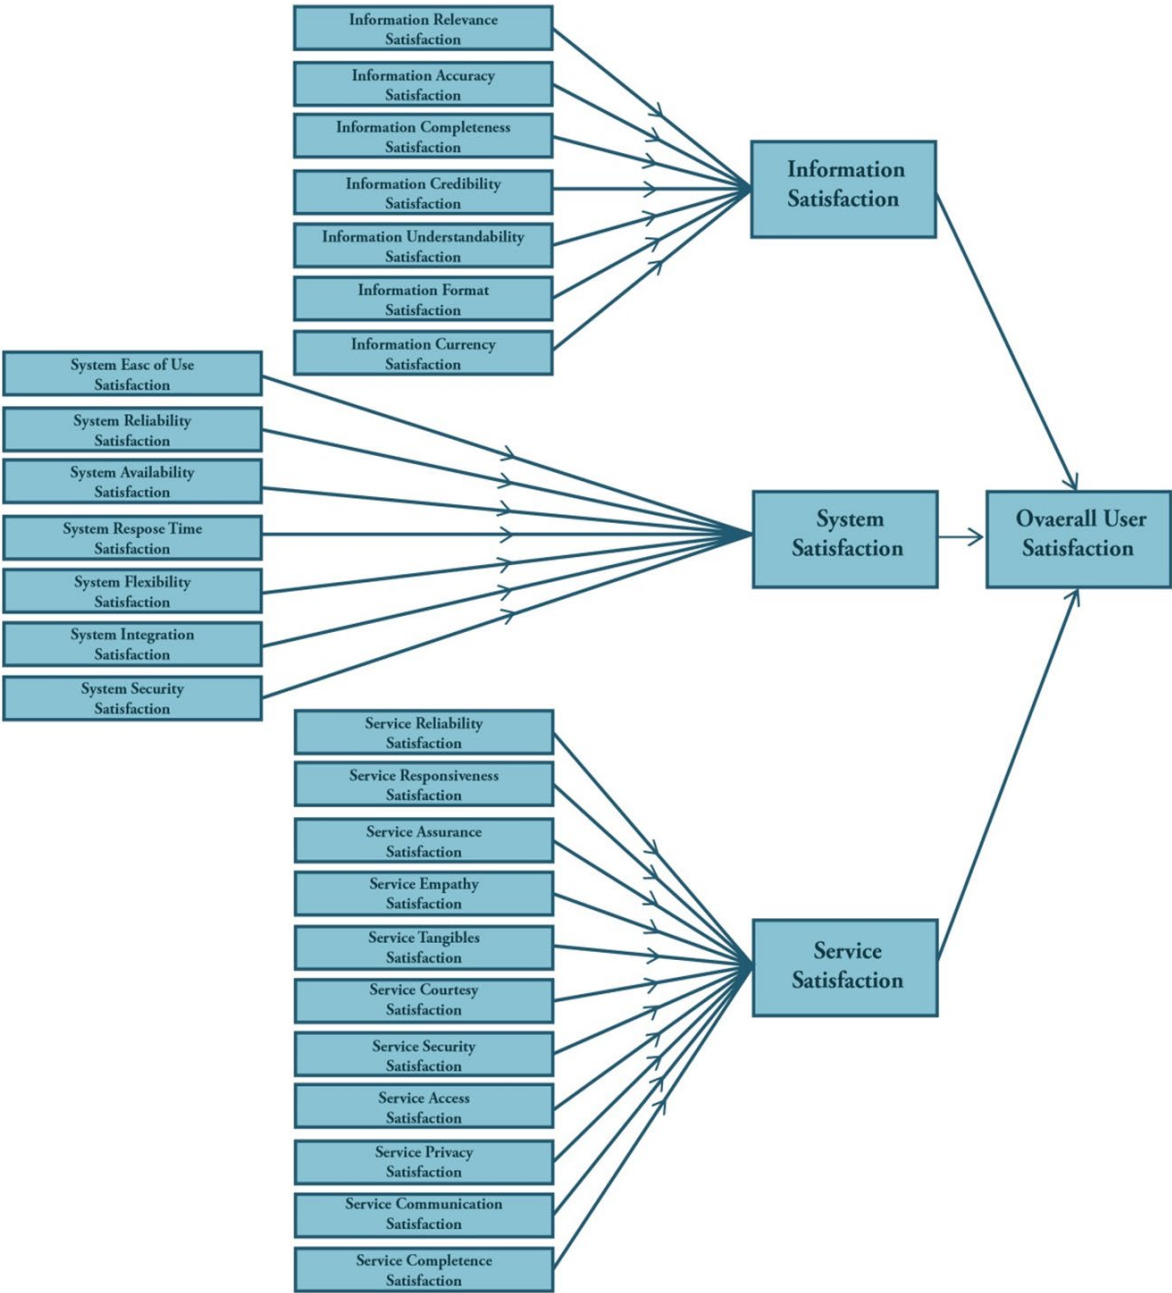 Information Relevance
Satisfaction
Information Accuracy
Satisfaction
Information Completeness
Satisfaction
Information Credibility
Satisfaction
Information Understandability
Satisfaction
Information Format
Satisfaction
Information Currency
Satisfaction
Information
Satisfaction
System Easc of Use
Satisfaction
System Reliability
Satisfaction
System Availability
Satisfaction
System Respose Time
Satisfaction
System Flexibility
Satisfaction
System Integration
Satisfaction
System Security
Satisfaction
System
Satisfaction
Ovaerall User
Satisfaction
Service Reliability
Satisfaction
Service Responsiveness
Satisfaction
Service Assurance
Satisfaction
Service Empathy
Satisfaction
Service Tangibles
Satisfaction
Service Courtesy
Satisfaction
Service Security
Satisfaction
Service Access
Satisfaction
Service Privacy
Satisfaction
Service Communication
Satisfaction
Service Completence
Satisfaction
Service
Satisfaction